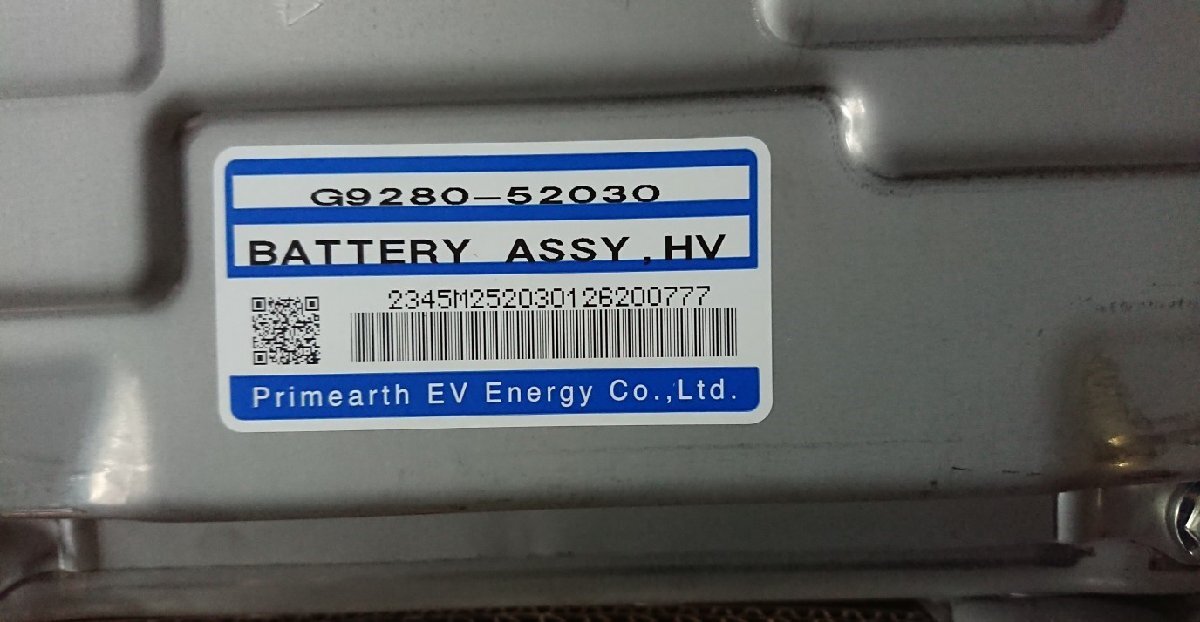 G9280-52030
BATTERY ASSY,HV
2345M252030126200777
Primearth EV Energy Co.,Ltd.